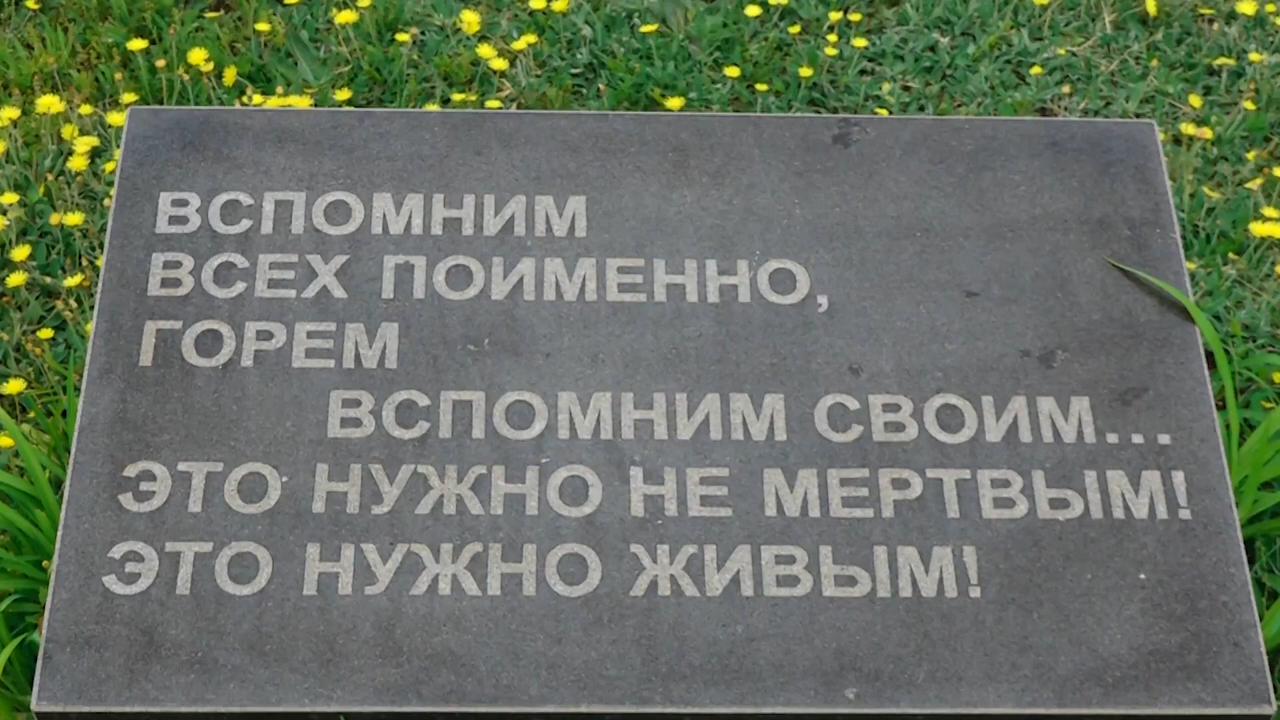 ВСПОМНИМ
ВСЕХ ПОИМЕННО,
ГОРЕМ
ВСПОМНИМ СВОИМ...
ЭТО НУЖНО НЕ МЕРТВЫМ!
ЭТО НУЖНО ЖИВЫМ!